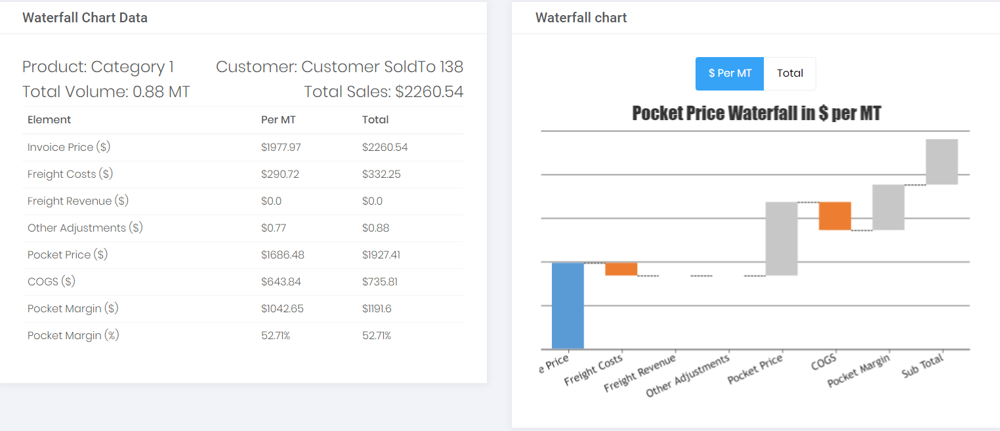 Waterfall Chart Data
Product: Category 1 Customer: Customer SoldTo 138
Total Volume: 0.88 MT Total Sales: $2260.54
Element Per MT Total
Invoice Price ($) $1977.97 $2260.54
Freight Costs ($) $290.72 $332.25
Freight Revenue ($) $0.0 $0.0
Other Adjustments ($) $0.77 $0.88
Pocket Price ($) $1686.48 $1927.41
COGS ($) $643.84 $735.81
Pocket Margin ($) $1042.65 $1191.6
Pocket Margin (%) 52.71% 52.71%
Waterfall chart
$ Per MT Total
Pocket Price Waterfall in $ per MT
e Price
Freight Costs
Freight Revenue
Other Adjustments
Pocket Price
COGS
Pocket Margin
Sub Total